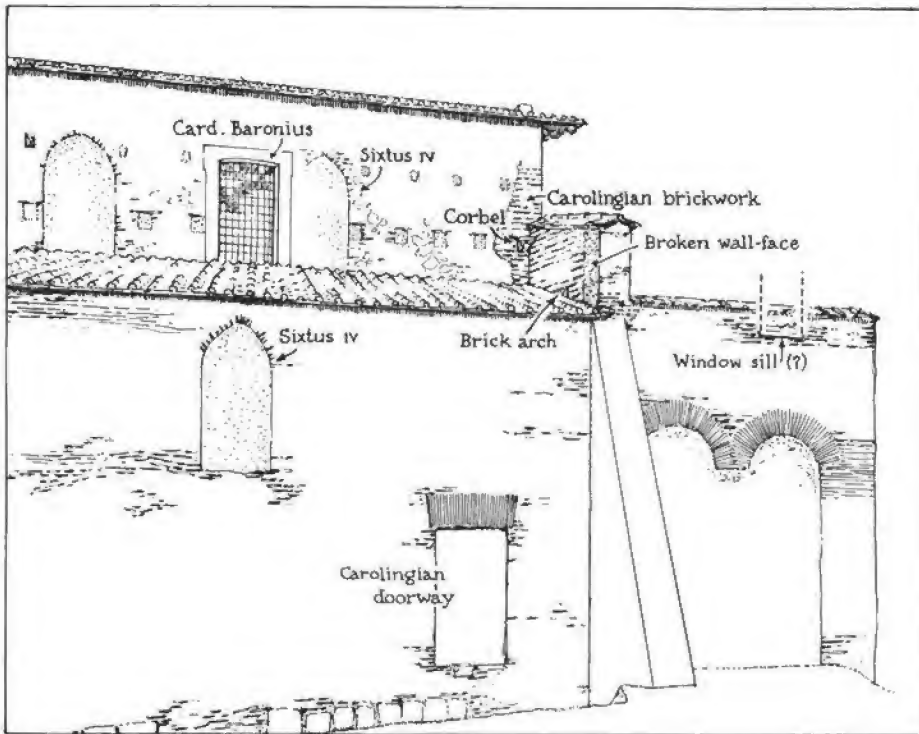 Card. Baronius
Sixtus IV
Carolingian brickwork
Corbel
Broken wall-face
Brick arch
Sixtus IV
Window sill (?)
Carolingian
doorway